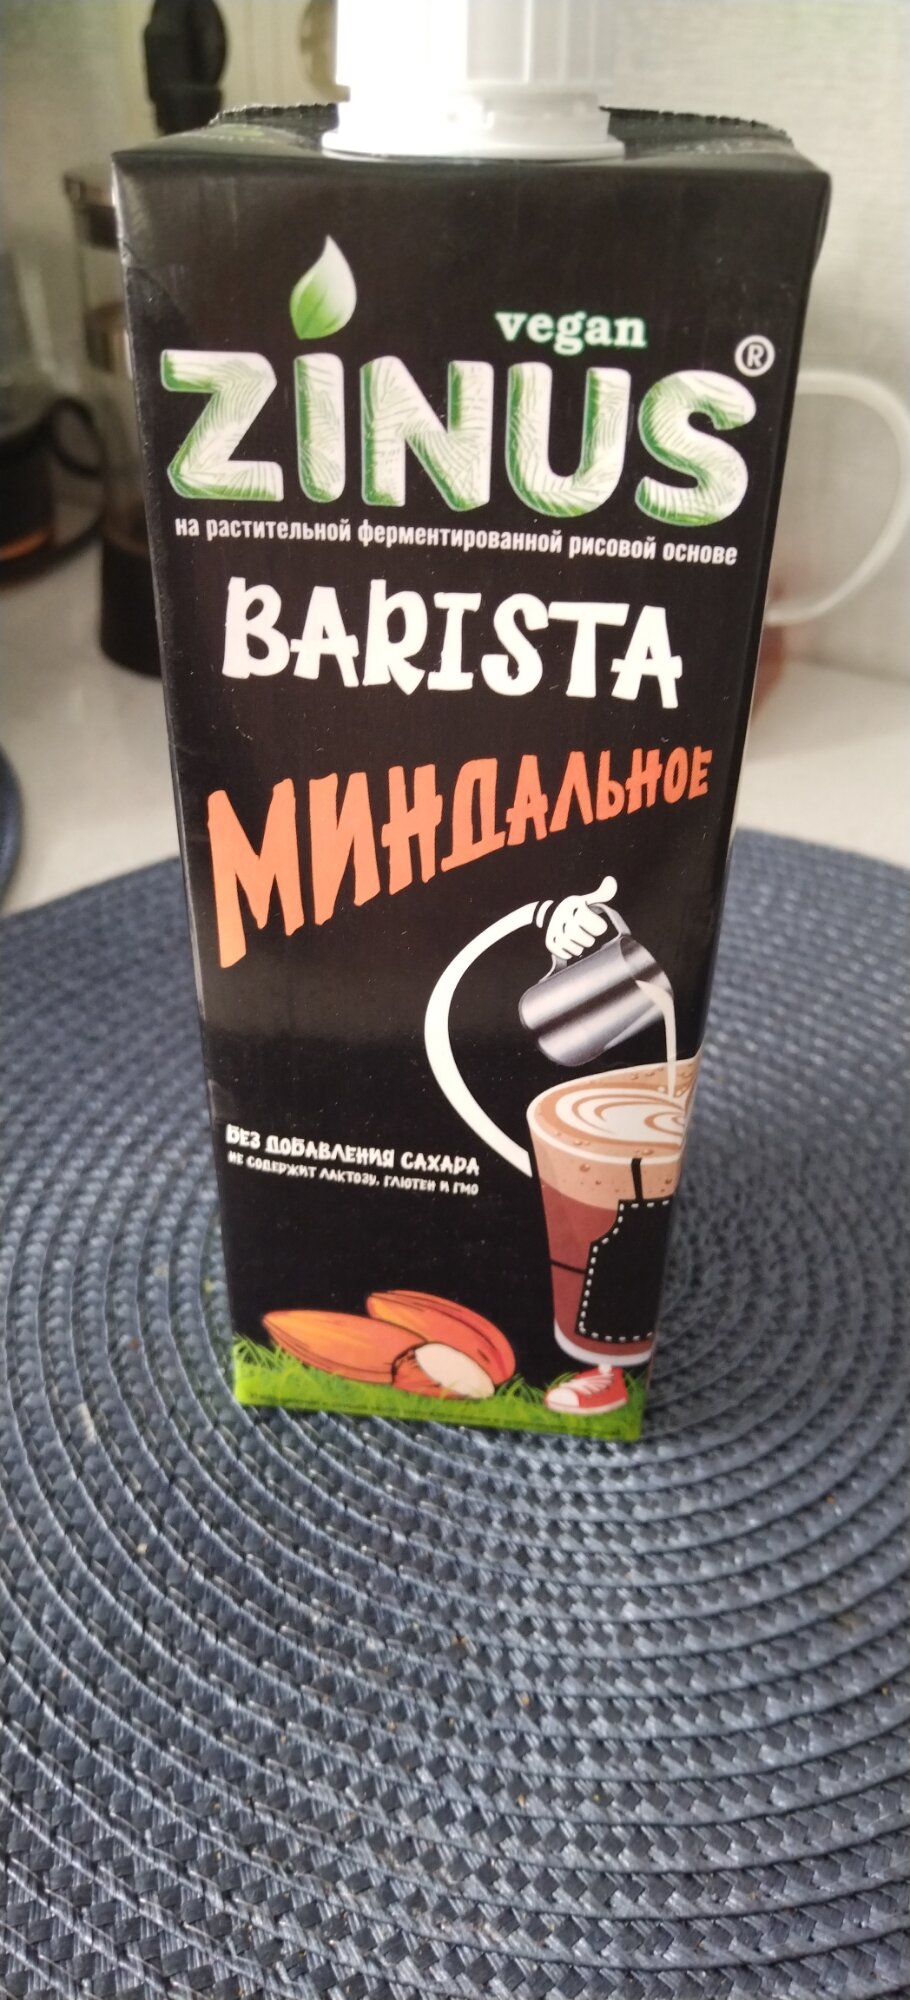 vegan
ZINUS®
на растительной ферментированной рисовой основе
BARISTA
МИНДАЛЬНОЕ
БЕЗ ДОБАВЛЕНИЯ САХАРА
НЕ СОДЕРЖИТ ЛАКТОЗУ, ГЛЮТЕН И ГМО